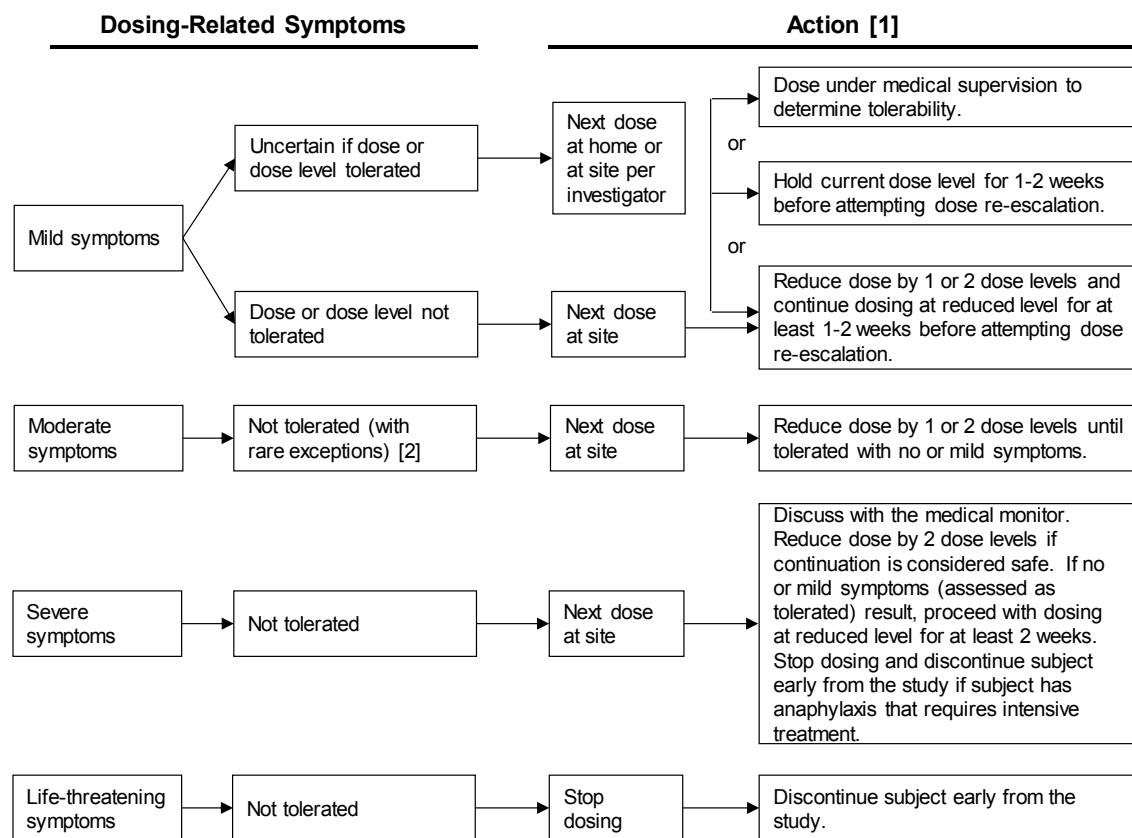 Dosing-Related Symptoms
Action [1]
Mild symptoms
Uncertain if dose or
dose level tolerated
Next dose
at home or
at site per
investigator
Dose under medical supervision to
determine tolerability.
or
Hold current dose level for 1-2 weeks
before attempting dose re-escalation.
or
Dose or dose level not
tolerated
Next dose
at site
Reduce dose by 1 or 2 dose levels and
continue dosing at reduced level for at
least 1-2 weeks before attempting dose
re-escalation.
Moderate
symptoms
Not tolerated (with
rare exceptions) [2]
Next dose
at site
Reduce dose by 1 or 2 dose levels until
tolerated with no or mild symptoms.
Severe
symptoms
Not tolerated
Next dose
at site
Discuss with the medical monitor.
Reduce dose by 2 dose levels if
continuation is considered safe. If no
or mild symptoms (assessed as
tolerated) result, proceed with dosing
at reduced level for at least 2 weeks.
Stop dosing and discontinue subject
early from the study if subject has
anaphylaxis that requires intensive
treatment.
Life-threatening
symptoms
Not tolerated
Stop
dosing
Discontinue subject early from the
study.